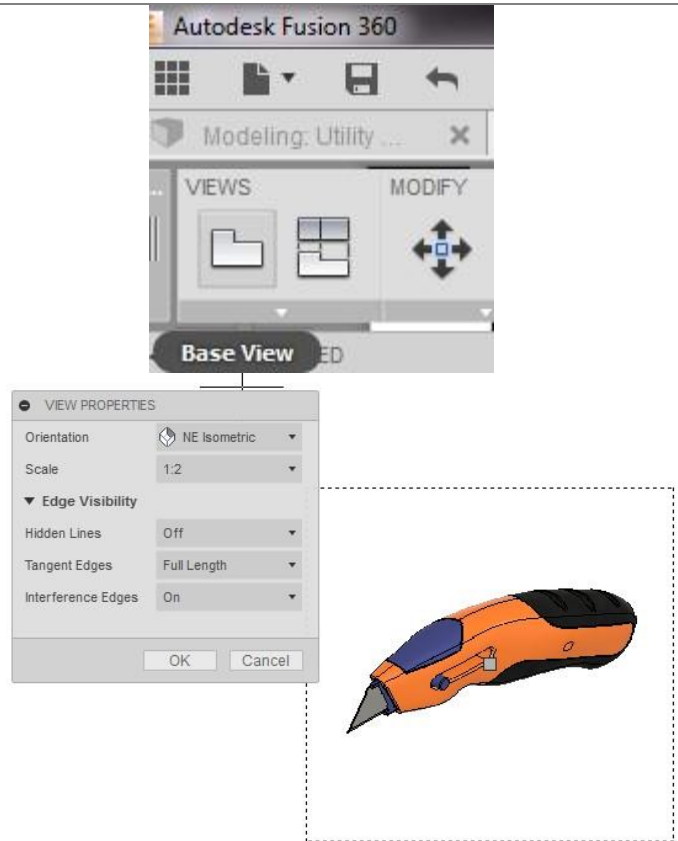 Autodesk Fusion 360
Modeling: Utility ...
VIEWS
MODIFY
Base View
ED
VIEW PROPERTIES
Orientation NE Isometric
Scale 1:2
Edge Visibility
Hidden Lines Off
Tangent Edges Full Length
Interference Edges On
OK Cancel